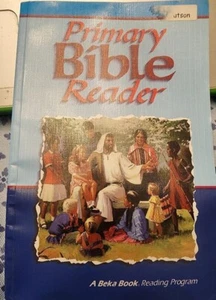 Primary
Bible
Reader
A Beka Book Reading Program